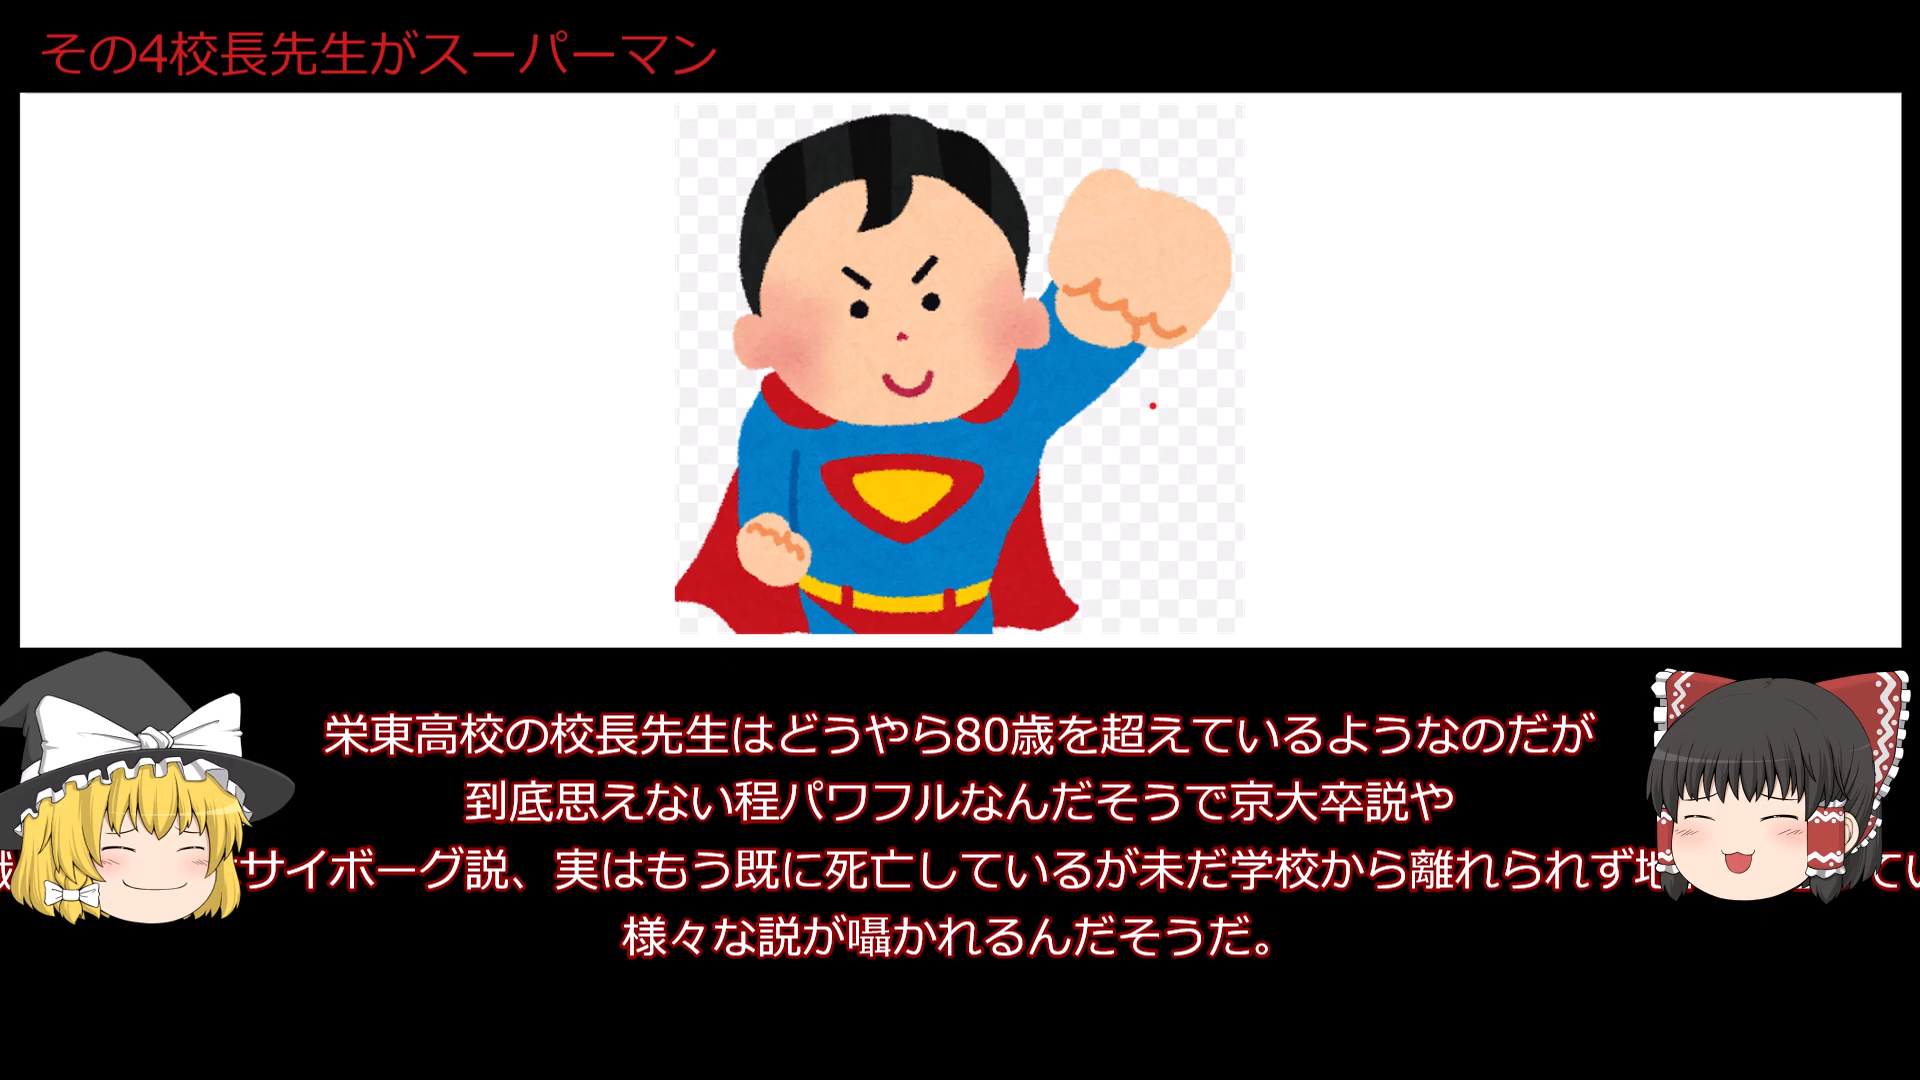 その4校長先生がスーパーマン
栄東高校の校長先生はどうやら80歳を超えているようなのだが
到底思えない程パワフルなんだそうで京大卒説や
サイボーグ説、実はもう既に死亡しているが未だ学校から離れられず地
様々な説が囁かれるんだそうだ。